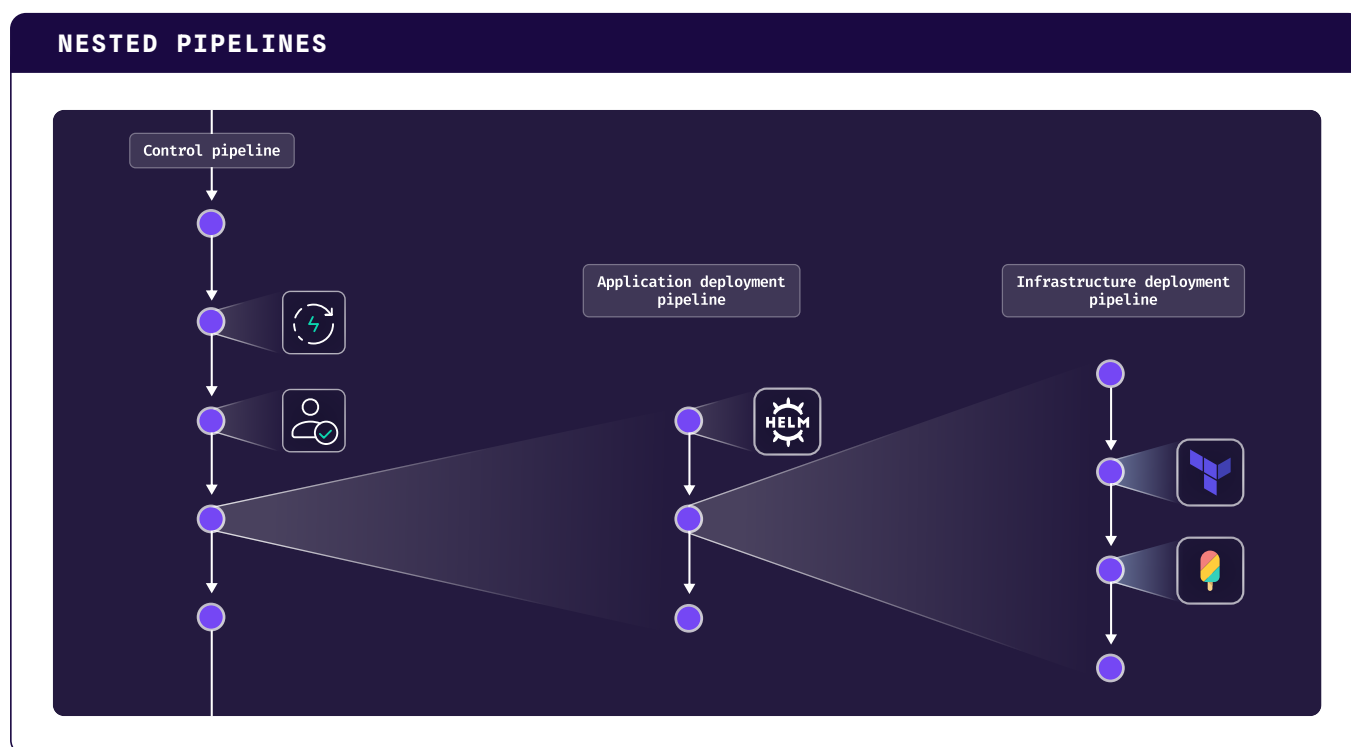 NESTED PIPELINES
Control pipeline
Application deployment
pipeline
Infrastructure deployment
pipeline
HELM